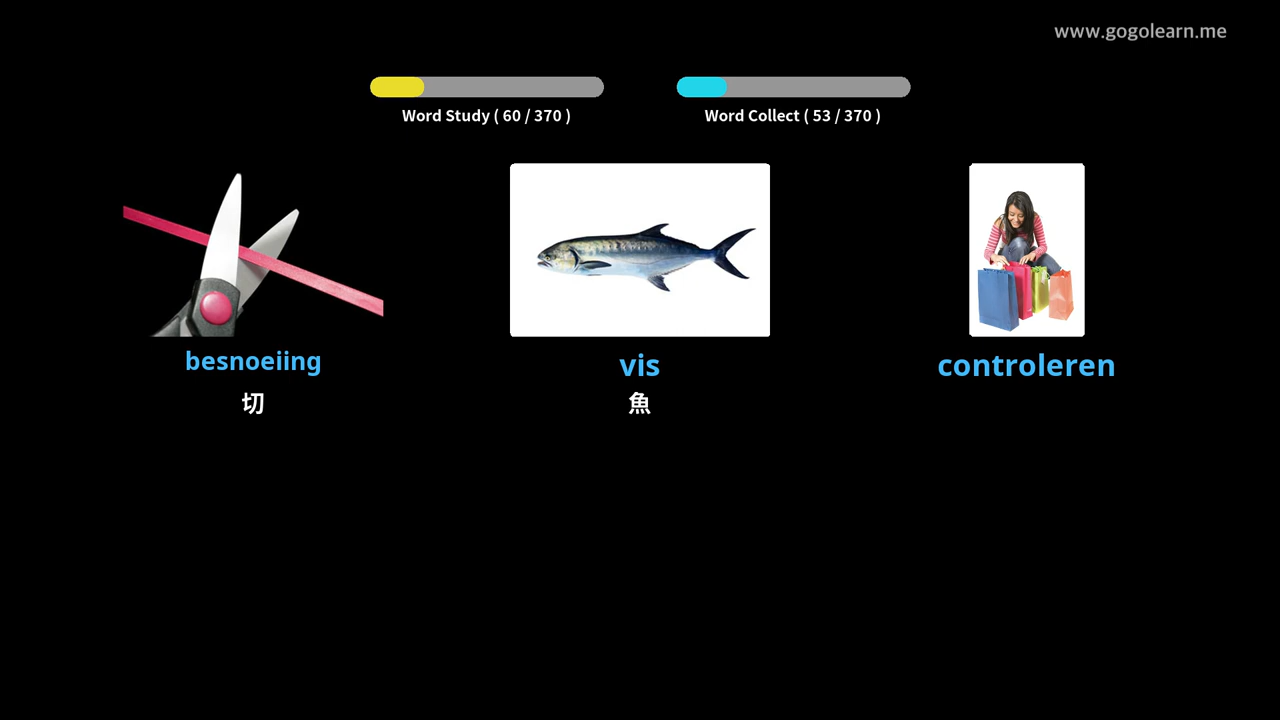 www.gogolearn.me
Word Study ( 60 / 370 )
Word Collect ( 53 / 370 )
besnoeiing
vis
controleren
切
魚